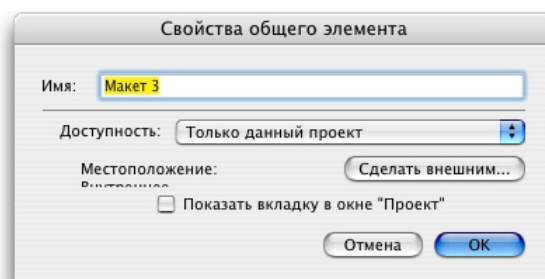 Свойства общего элемента
Имя: Макет 3
Доступность: Только данный проект
Местоположение: Сделать внешним...
Показать вкладку в окне "Проект"
Отмена OK